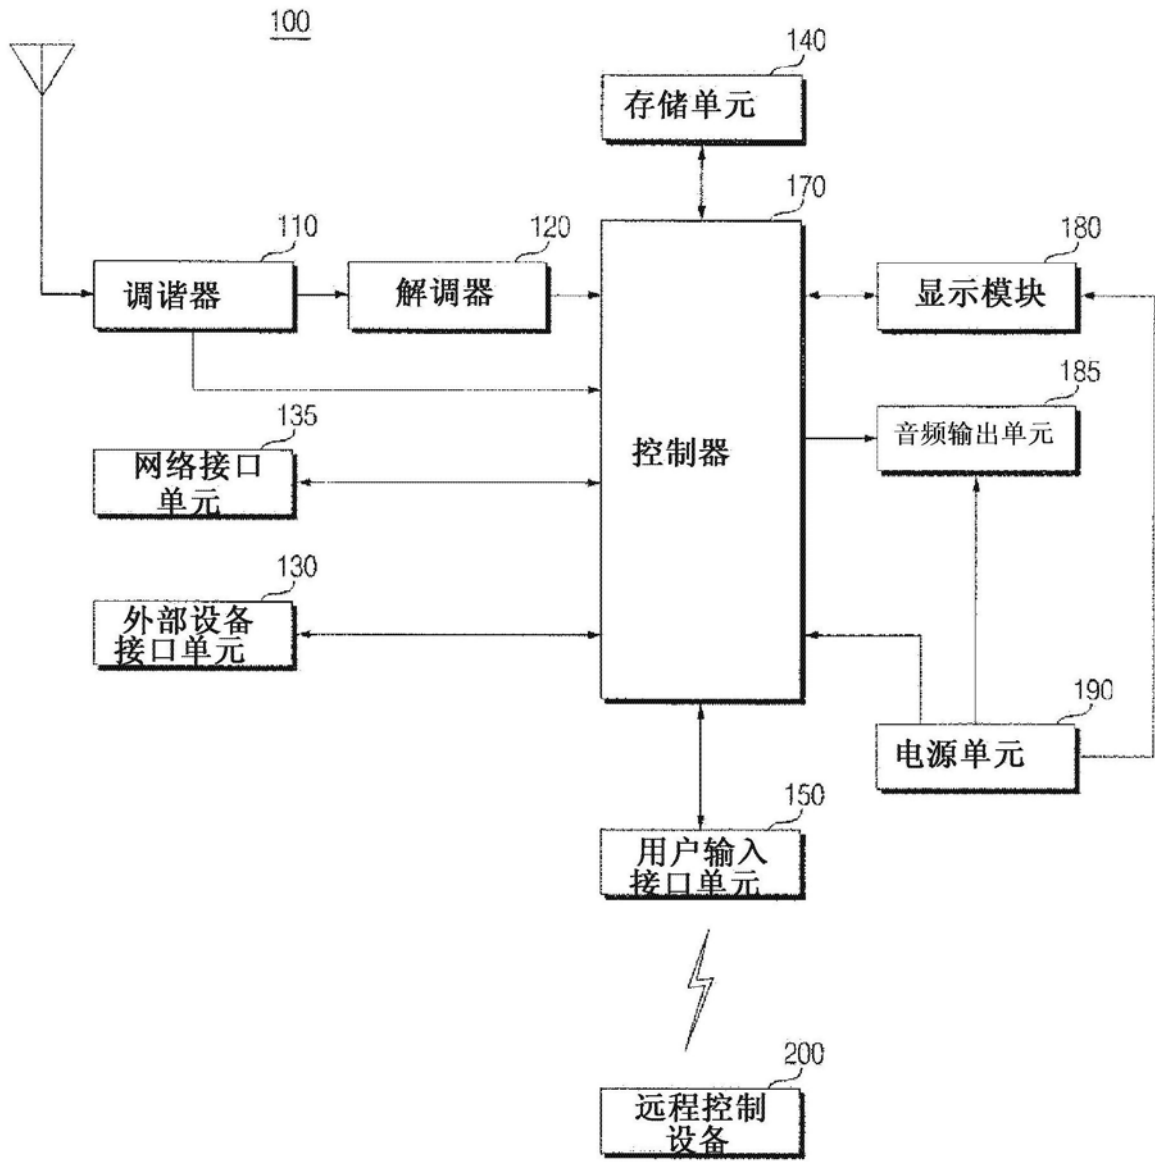 100
140
存储单元
170
110
调谐器
120
解调器
180
显示模块
185
音频输出单元
135
网络接口
单元
控制器
130
外部设备
接口单元
190
电源单元
150
用户输入
接口单元
200
远程控制
设备